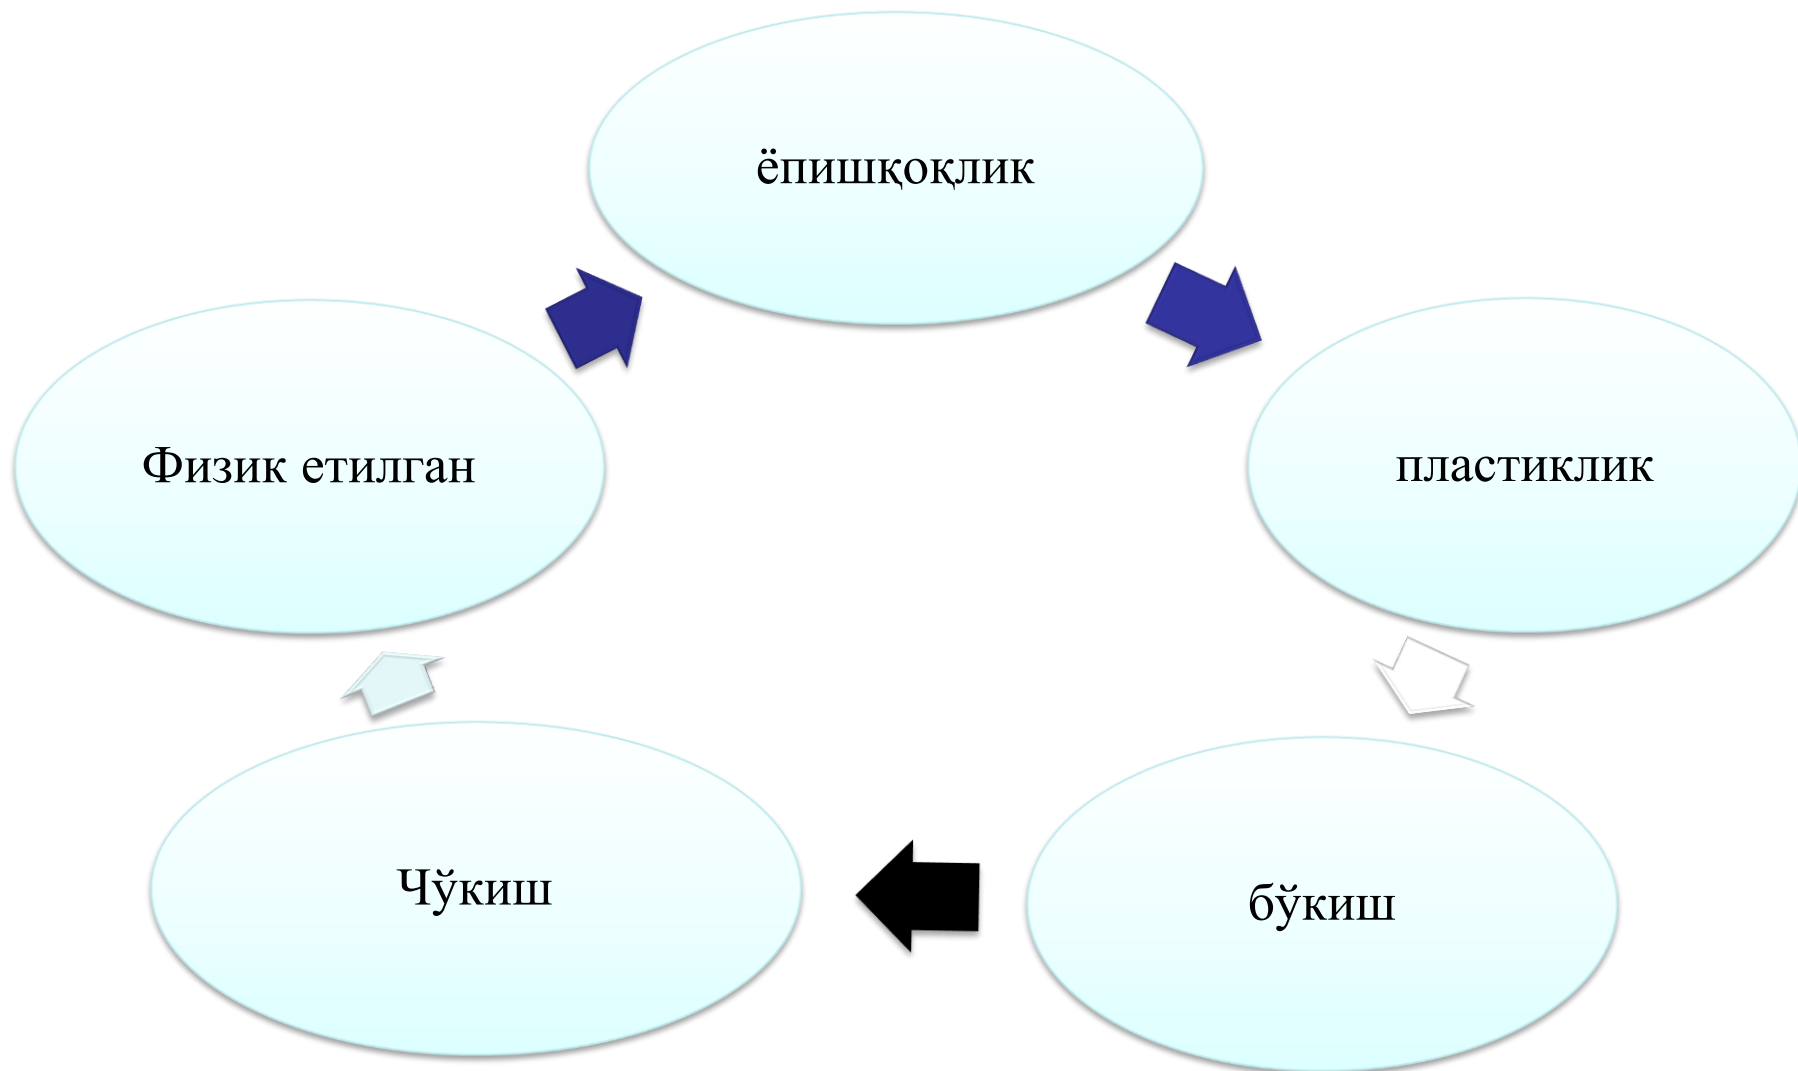 ёпишқоқлик
Физик етилган
пластиклик
Чўкиш
бўкиш